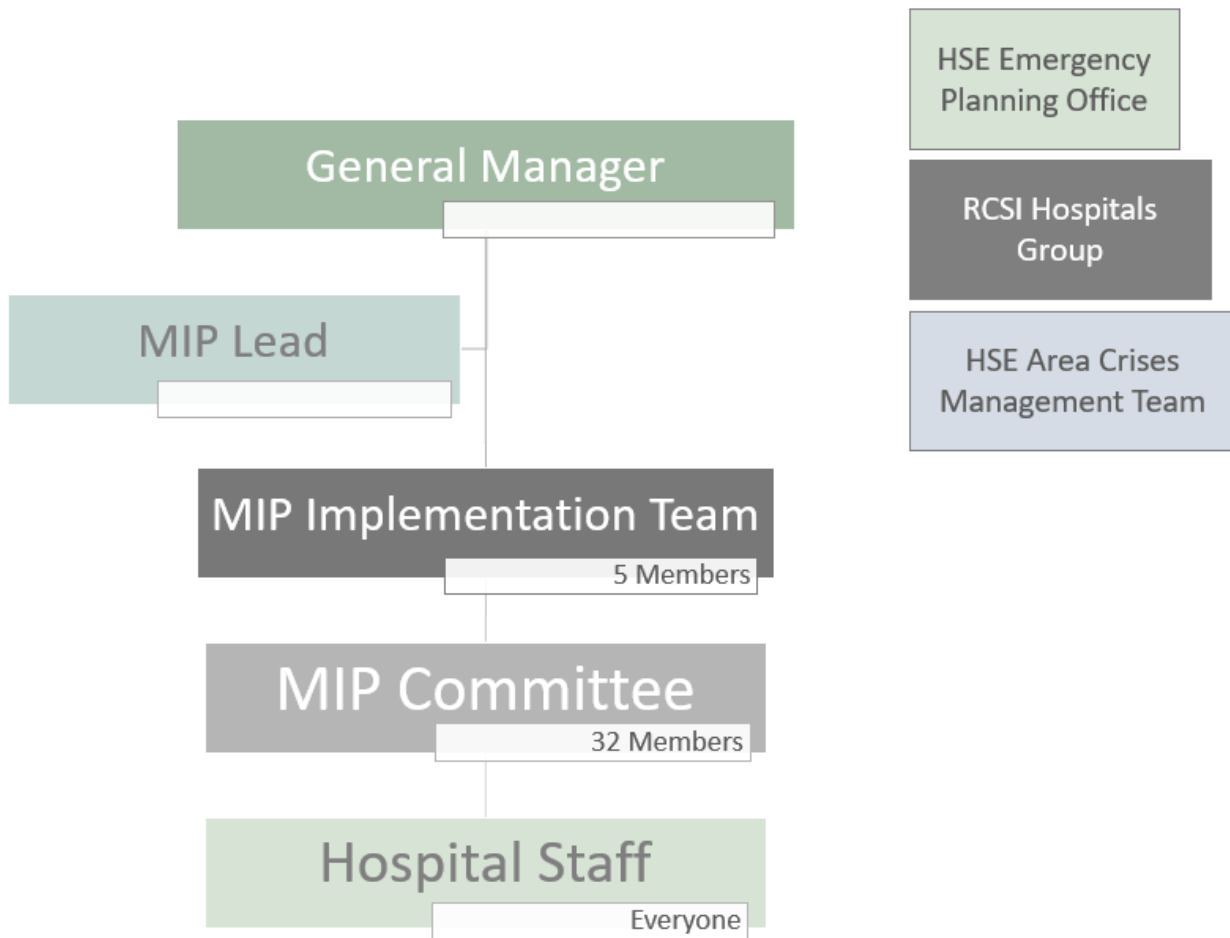 General Manager
MIP Lead
MIP Implementation Team
5 Members
MIP Committee
32 Members
Hospital Staff
Everyone
HSE Emergency
Planning Office
RCSI Hospitals
Group
HSE Area Crises
Management Team